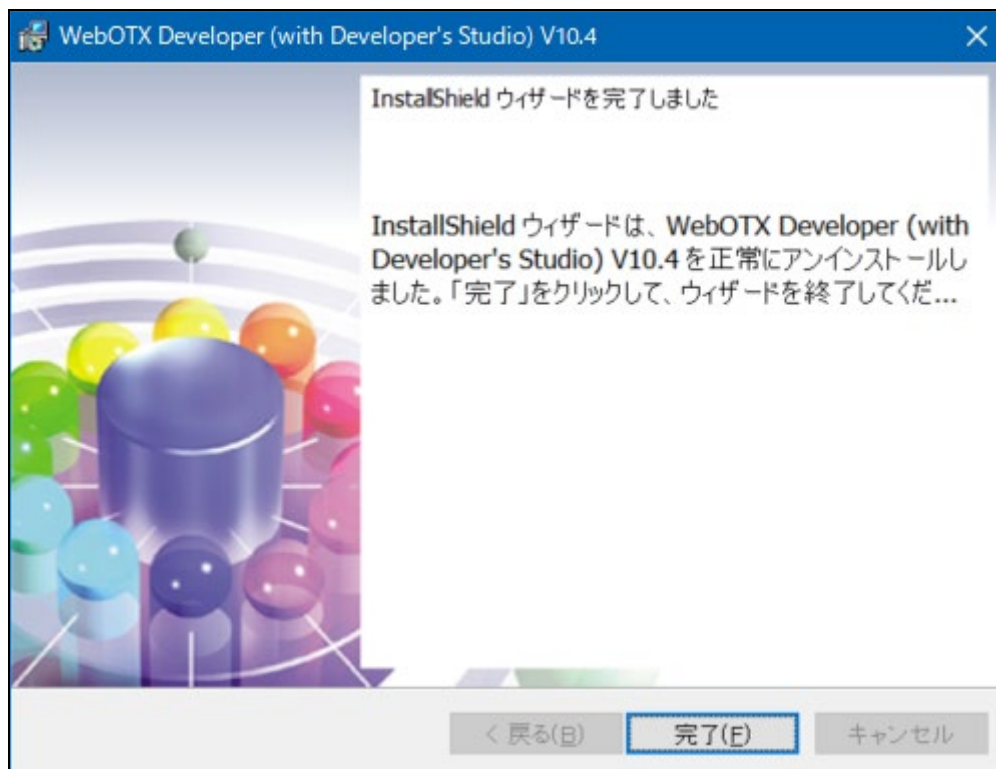 WebOTX Developer (with Developer's Studio) V10.4
InstallShield ウィザードを完了しました
InstallShield ウィザードは、WebOTX Developer (with
Developer's Studio) V10.4 を正常にアンインストールし
ました。「完了」をクリックして、ウィザードを終了してくだ...
< 戻る(B)
完了(F)
キャンセル